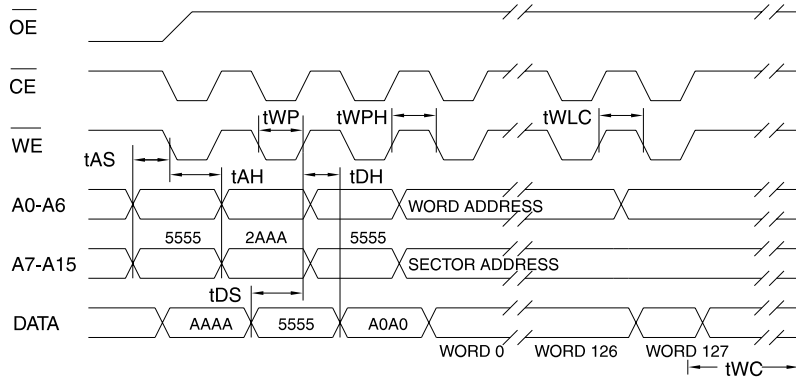 OE
CE
tWP tWPH tWLC
WE
tAS tAH tDH
A0-A6 WORD ADDRESS
5555 2AAA 5555
A7-A15 SECTOR ADDRESS
tDS
DATA AAAA 5555 A0A0
WORD 0 WORD 126 WORD 127
tWC